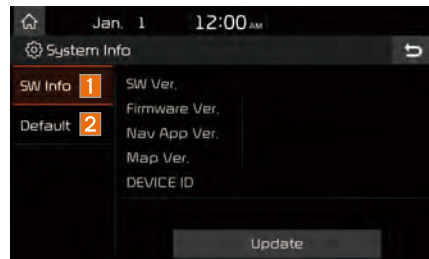 Jan. 1 12:00 AM
System Info
SW Info 1
Default 2
SW Ver.
Firmware Ver.
Nav App Ver.
Map Ver.
DEVICE ID
Update